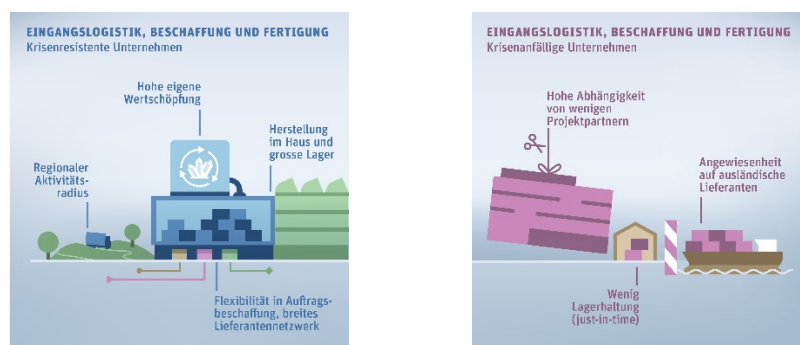 EINGANGSLOGISTIK, BESCHAFFUNG UND FERTIGUNG
Krisenresistente Unternehmen
Hohe eigene
Wertschöpfung
Herstellung
im Haus und
grosse Lager
Regionaler
Aktivitäts-
radius
Flexibilität in Auftrags-
beschaffung, breites
Lieferantennetzwerk
EINGANGSLOGISTIK, BESCHAFFUNG UND FERTIGUNG
Krisenanfällige Unternehmen
Hohe Abhängigkeit
von wenigen
Projektpartnern
Angewiesenheit
auf ausländische
Lieferanten
Wenig
Lagerhaltung
(just-in-time)